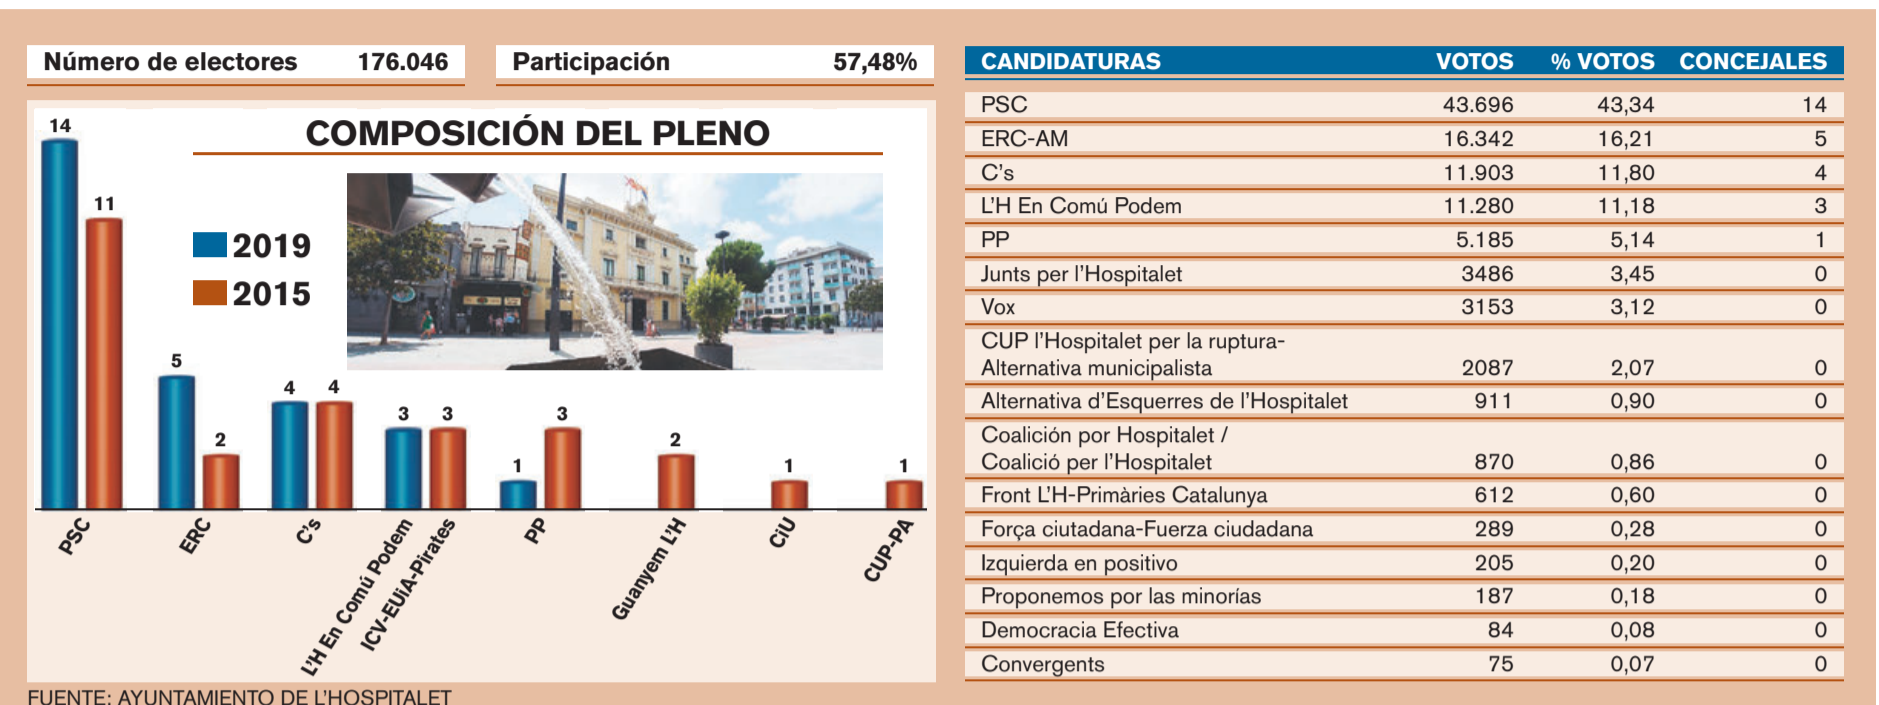 Número de electores 176.046
Participación 57,48%
COMPOSICIÓN DEL PLENO
2019
2015
14
11
5
2
4
4
3
3
1
3
2
1
1
PSC
ERC
C's
L'H En Comú Podem
ICV-EUiA-Pirates
PP
Guanyem L'H
CiU
CUP-PA
FUENTE: AYUNTAMIENTO DE L'HOSPITALET
CANDIDATURAS VOTOS % VOTOS CONCEJALES
PSC 43.696 43,34 14
ERC-AM 16.342 16,21 5
C's 11.903 11,80 4
L'H En Comú Podem 11.280 11,18 3
PP 5.185 5,14 1
Junts per l'Hospitalet 3486 3,45 0
Vox 3153 3,12 0
CUP l'Hospitalet per la ruptura-
Alternativa municipalista 2087 2,07 0
Alternativa d'Esquerres de l'Hospitalet 911 0,90 0
Coalición por Hospitalet /
Coalició per l'Hospitalet 870 0,86 0
Front L'H-Primàries Catalunya 612 0,60 0
Força ciutadana-Fuerza ciudadana 289 0,28 0
Izquierda en positivo 205 0,20 0
Proponemos por las minorías 187 0,18 0
Democracia Efectiva 84 0,08 0
Convergents 75 0,07 0